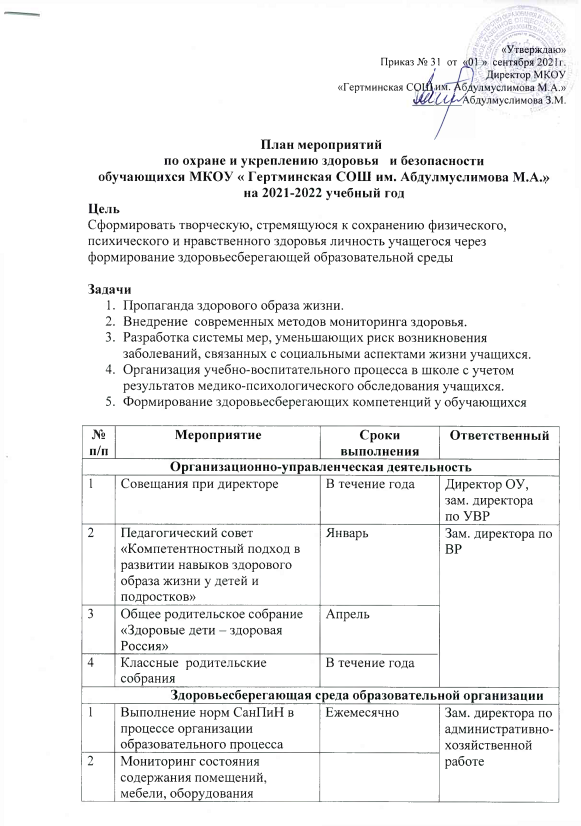 «Утверждаю»
Приказ № 31 от «01 » сентября 2021г.
Директор МКОУ
«Гертминская СОШ им. Абдулмуслимова М.А.»
Абдулмуслимова З.М.
План мероприятий
по охране и укреплению здоровья и безопасности
обучающихся МКОУ « Гертминская СОШ им. Абдулмуслимова М.А.»
на 2021-2022 учебный год
Цель
Сформировать творческую, стремящуюся к сохранению физического,
психического и нравственного здоровья личность учащегося через
формирование здоровьесберегающей образовательной среды
Задачи
1. Пропаганда здорового образа жизни.
2. Внедрение современных методов мониторинга здоровья.
3. Разработка системы мер, уменьшающих риск возникновения
заболеваний, связанных с социальными аспектами жизни учащихся.
4. Организация учебно-воспитательного процесса в школе с учетом
результатов медико-психологического обследования учащихся.
5. Формирование здоровьесберегающих компетенций у обучающихся
№ Мероприятие Сроки Ответственный
п/п выполнения
Организационно-управленческая деятельность
1 Совещания при директоре В течение года Директор ОУ,
зам. директора
по УВР
2 Педагогический совет Январь Зам. директора по
«Компетентностный подход в ВР
развитии навыков здорового
образа жизни у детей и
подростков»
3 Общее родительское собрание Апрель
«Здоровые дети – здоровая
Россия»
4 Классные родительские В течение года
собрания
Здоровьесберегающая среда образовательной организации
1 Выполнение норм СанПиН в Ежемесячно Зам. директора по
процессе организации административно-
образовательного процесса хозяйственной
2 Мониторинг состояния работе
содержания помещений,
мебели, оборудования